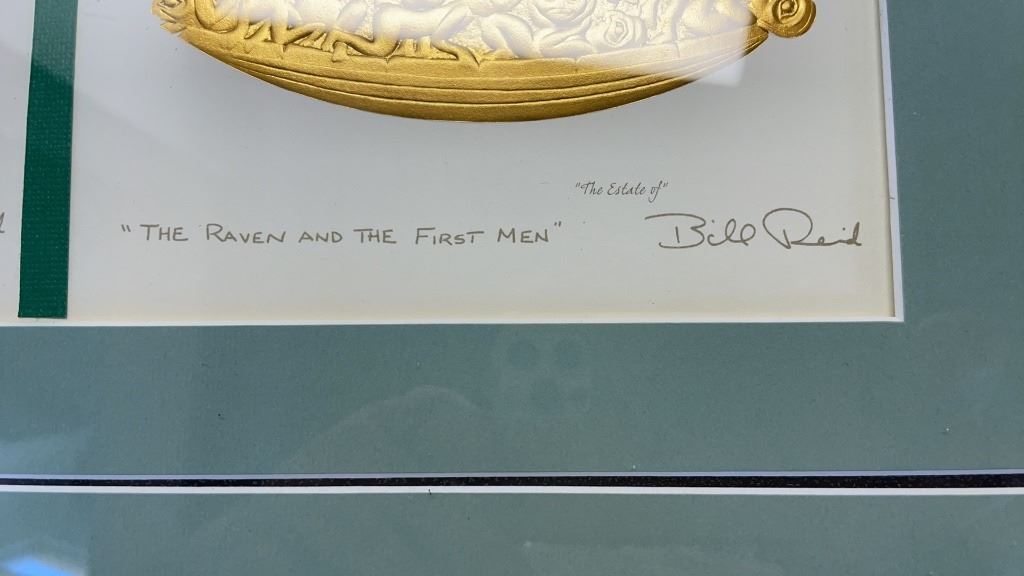 "The Estate of"
"THE RAVEN AND THE FIRST MEN" Bill Reid